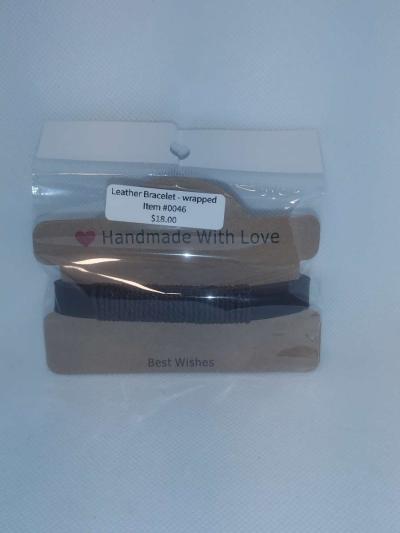 Leather Bracelet - wrapped
Item #0046
$18.00
Handmade With Love
Best Wishes